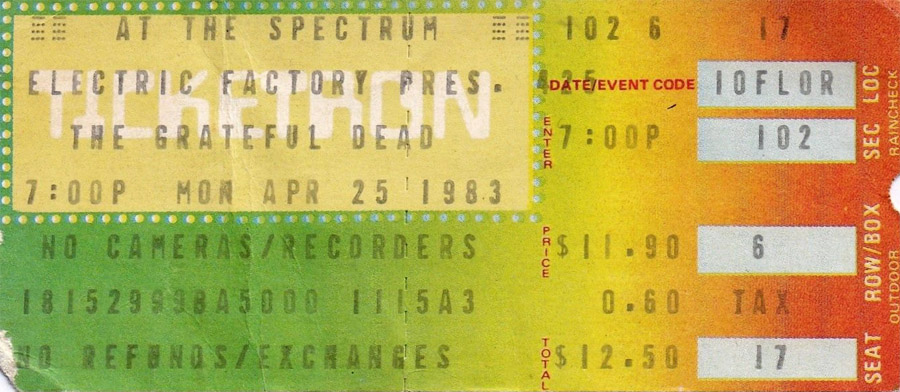 AT THE SPECTRUM 102 6 17
TICKETRON
ELECTRIC FACTORY PRES. 425 DATE/EVENT CODE 10FLOR
THE GRATEFUL DEAD ENTER 7:00P 102
7:00P MON APR 25 1983
NO CAMERAS/RECORDERS PRICE $11.90 6
181529998A5000 1115A3 0.60 TAX
NO REFUNDS/EXCHANGES TOTAL $12.50 17
SEAT ROW/BOX SEC LOC
OUTDOOR RAINCHECK